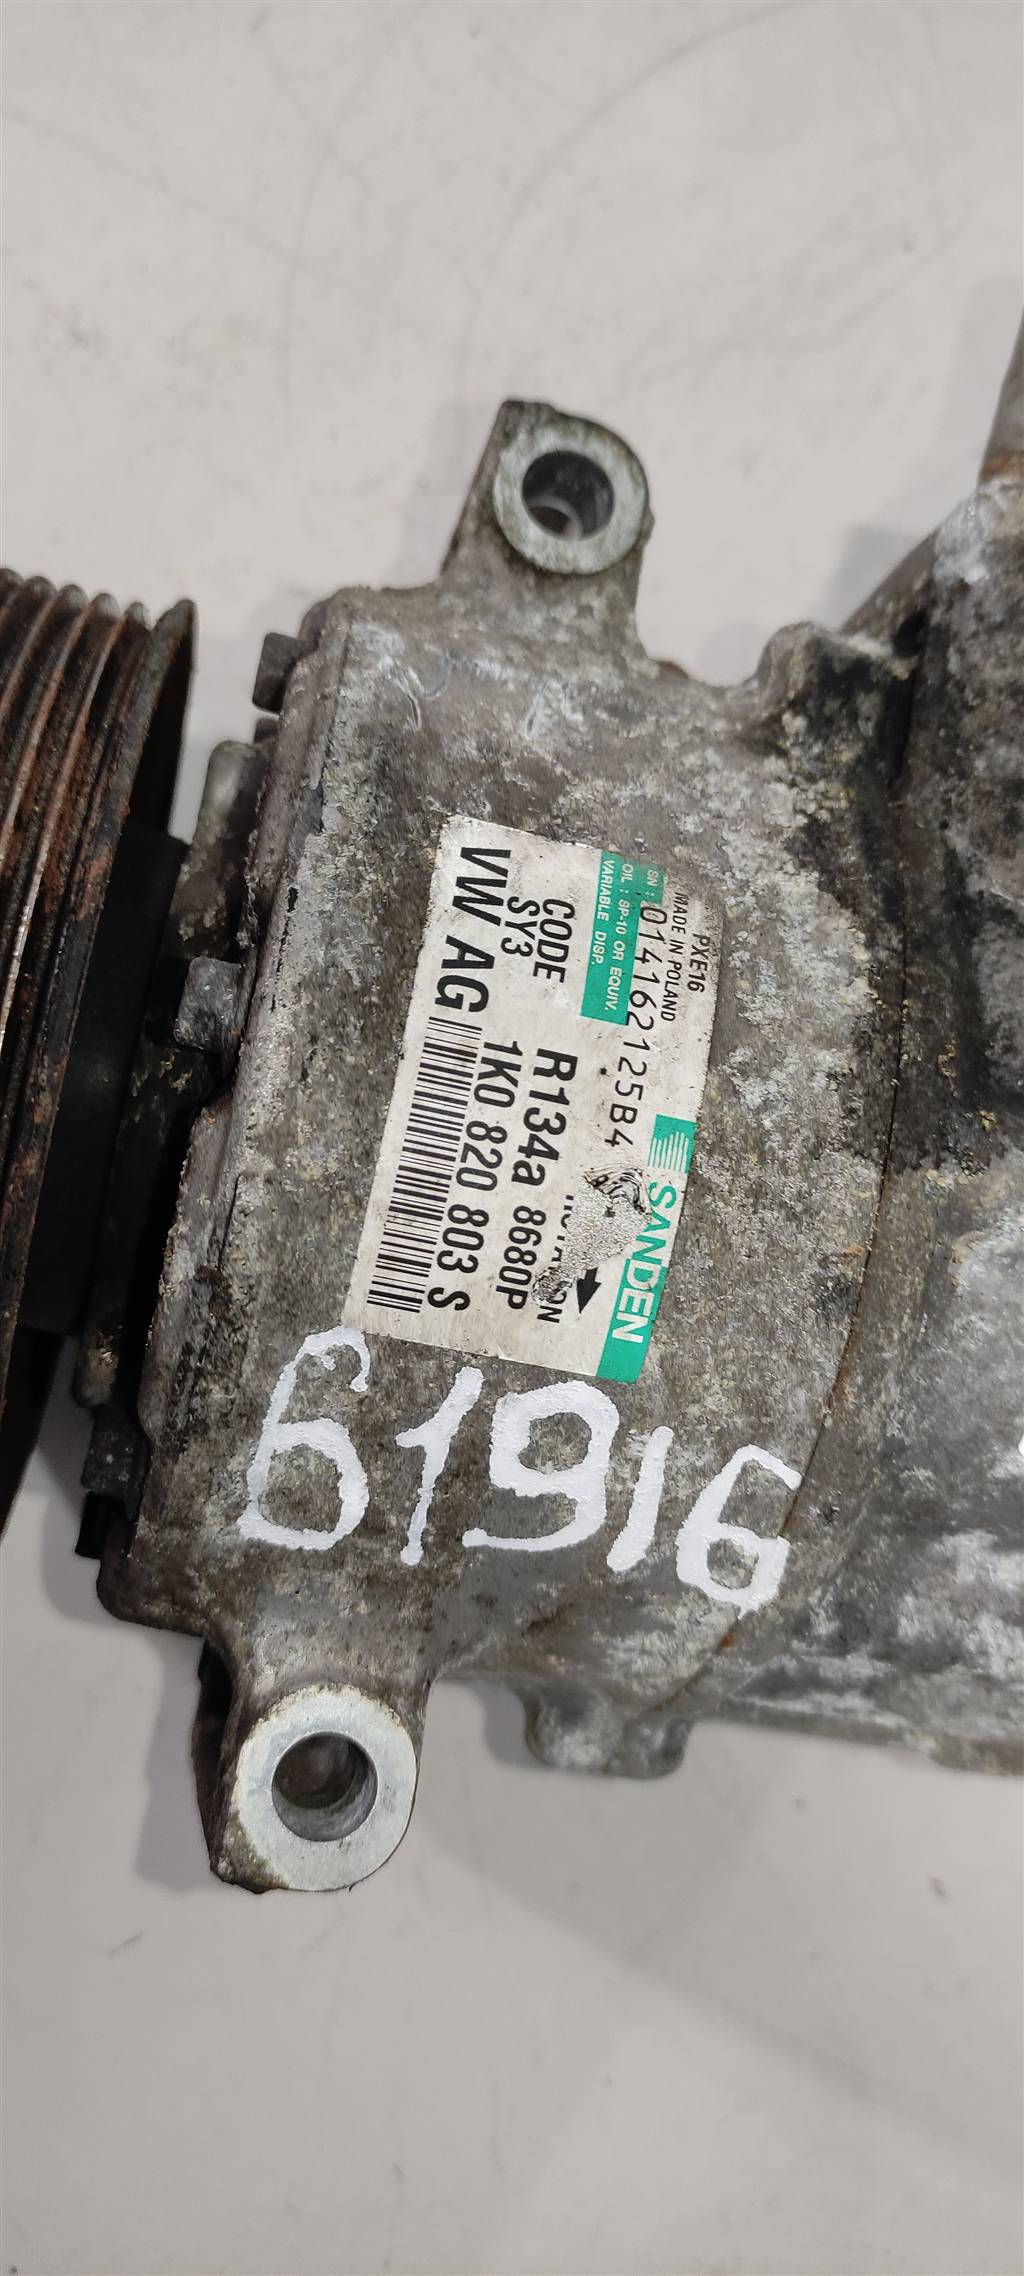 PXE16
MADE IN POLAND
SN : 014162125B4
SANDEN
OIL : SP-10 OR EQUIV.
VARIABLE DISP.
CODE R134a 8680P
SY3 1K0 820 803 S
VW AG
61916